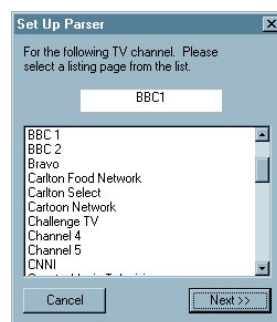 Set Up Parser
For the following TV channel. Please
select a listing page from the list.
BBC1
BBC 1
BBC 2
Bravo
Carlton Food Network
Carlton Select
Cartoon Network
Challenge TV
Channel 4
Channel 5
CNNI
Cancel
Next >>